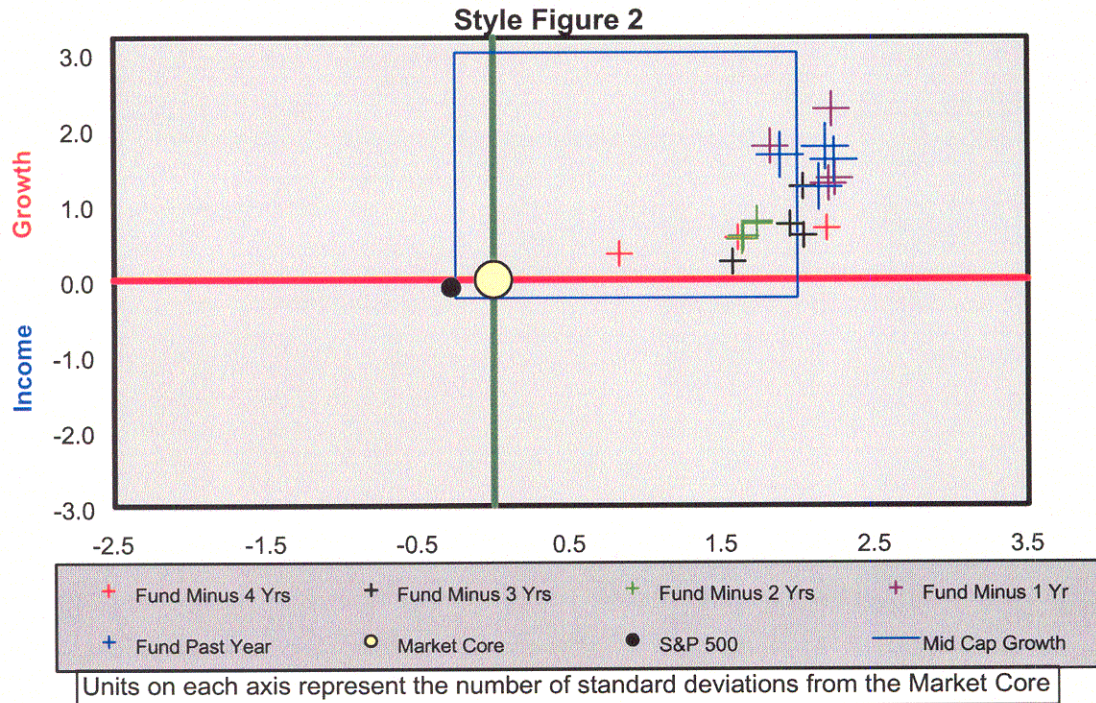 Style Figure 2
3.0
2.0
1.0
0.0
-1.0
-2.0
-3.0
Growth
Income
-2.5 -1.5 -0.5 0.5 1.5 2.5 3.5
Fund Minus 4 Yrs Fund Minus 3 Yrs Fund Minus 2 Yrs Fund Minus 1 Yr
Fund Past Year Market Core S&P 500 Mid Cap Growth
Units on each axis represent the number of standard deviations from the Market Core